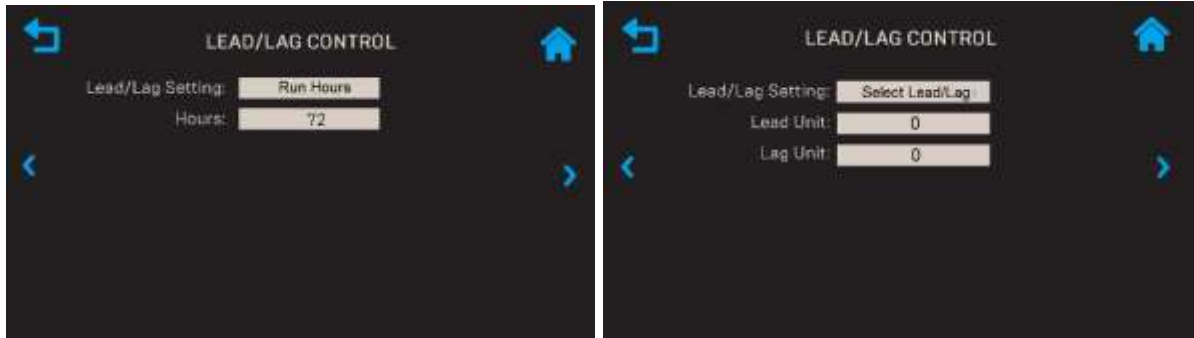 LEAD/LAG CONTROL
Lead/Lag Setting: Run Hours
Hours: 72
LEAD/LAG CONTROL
Lead/Lag Setting: Select Lead/Lag
Lead Unit: 0
Lag Unit: 0